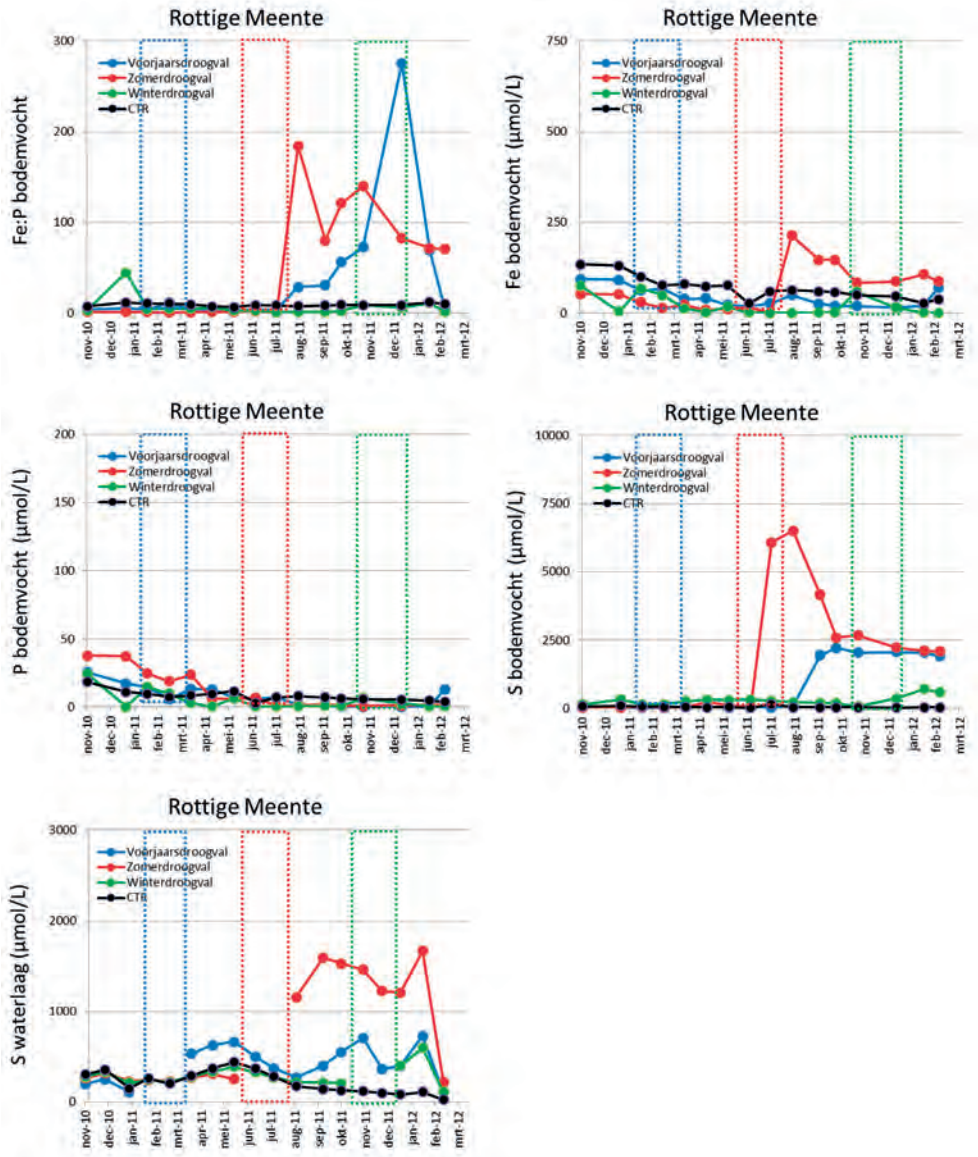 Rottige Meente
Fe:P bodemvocht
300
200
100
0
Voorjaarsdroogval
Zomerdroogval
Winterdroogval
CTR
nov-10
dec-10
jan-11
feb-11
mrt-11
apr-11
mei-11
jun-11
jul-11
aug-11
sep-11
okt-11
nov-11
dec-11
jan-12
feb-12
mrt-12
Rottige Meente
Fe bodemvocht (µmol/L)
750
500
250
0
Voorjaarsdroogval
Zomerdroogval
Winterdroogval
CTR
nov-10
dec-10
jan-11
feb-11
mrt-11
apr-11
mei-11
jun-11
jul-11
aug-11
sep-11
okt-11
nov-11
dec-11
jan-12
feb-12
mrt-12
Rottige Meente
P bodemvocht (µmol/L)
200
150
100
50
0
Voorjaarsdroogval
Zomerdroogval
Winterdroogval
CTR
nov-10
dec-10
jan-11
feb-11
mrt-11
apr-11
mei-11
jun-11
jul-11
aug-11
sep-11
okt-11
nov-11
dec-11
jan-12
feb-12
mrt-12
Rottige Meente
S bodemvocht (µmol/L)
10000
7500
5000
2500
0
Voorjaarsdroogval
Zomerdroogval
Winterdroogval
CTR
nov-10
dec-10
jan-11
feb-11
mrt-11
apr-11
mei-11
jun-11
jul-11
aug-11
sep-11
okt-11
nov-11
dec-11
jan-12
feb-12
mrt-12
Rottige Meente
S waterlaag (µmol/L)
3000
2000
1000
0
Voorjaarsdroogval
Zomerdroogval
Winterdroogval
CTR
nov-10
dec-10
jan-11
feb-11
mrt-11
apr-11
mei-11
jun-11
jul-11
aug-11
sep-11
okt-11
nov-11
dec-11
jan-12
feb-12
mrt-12